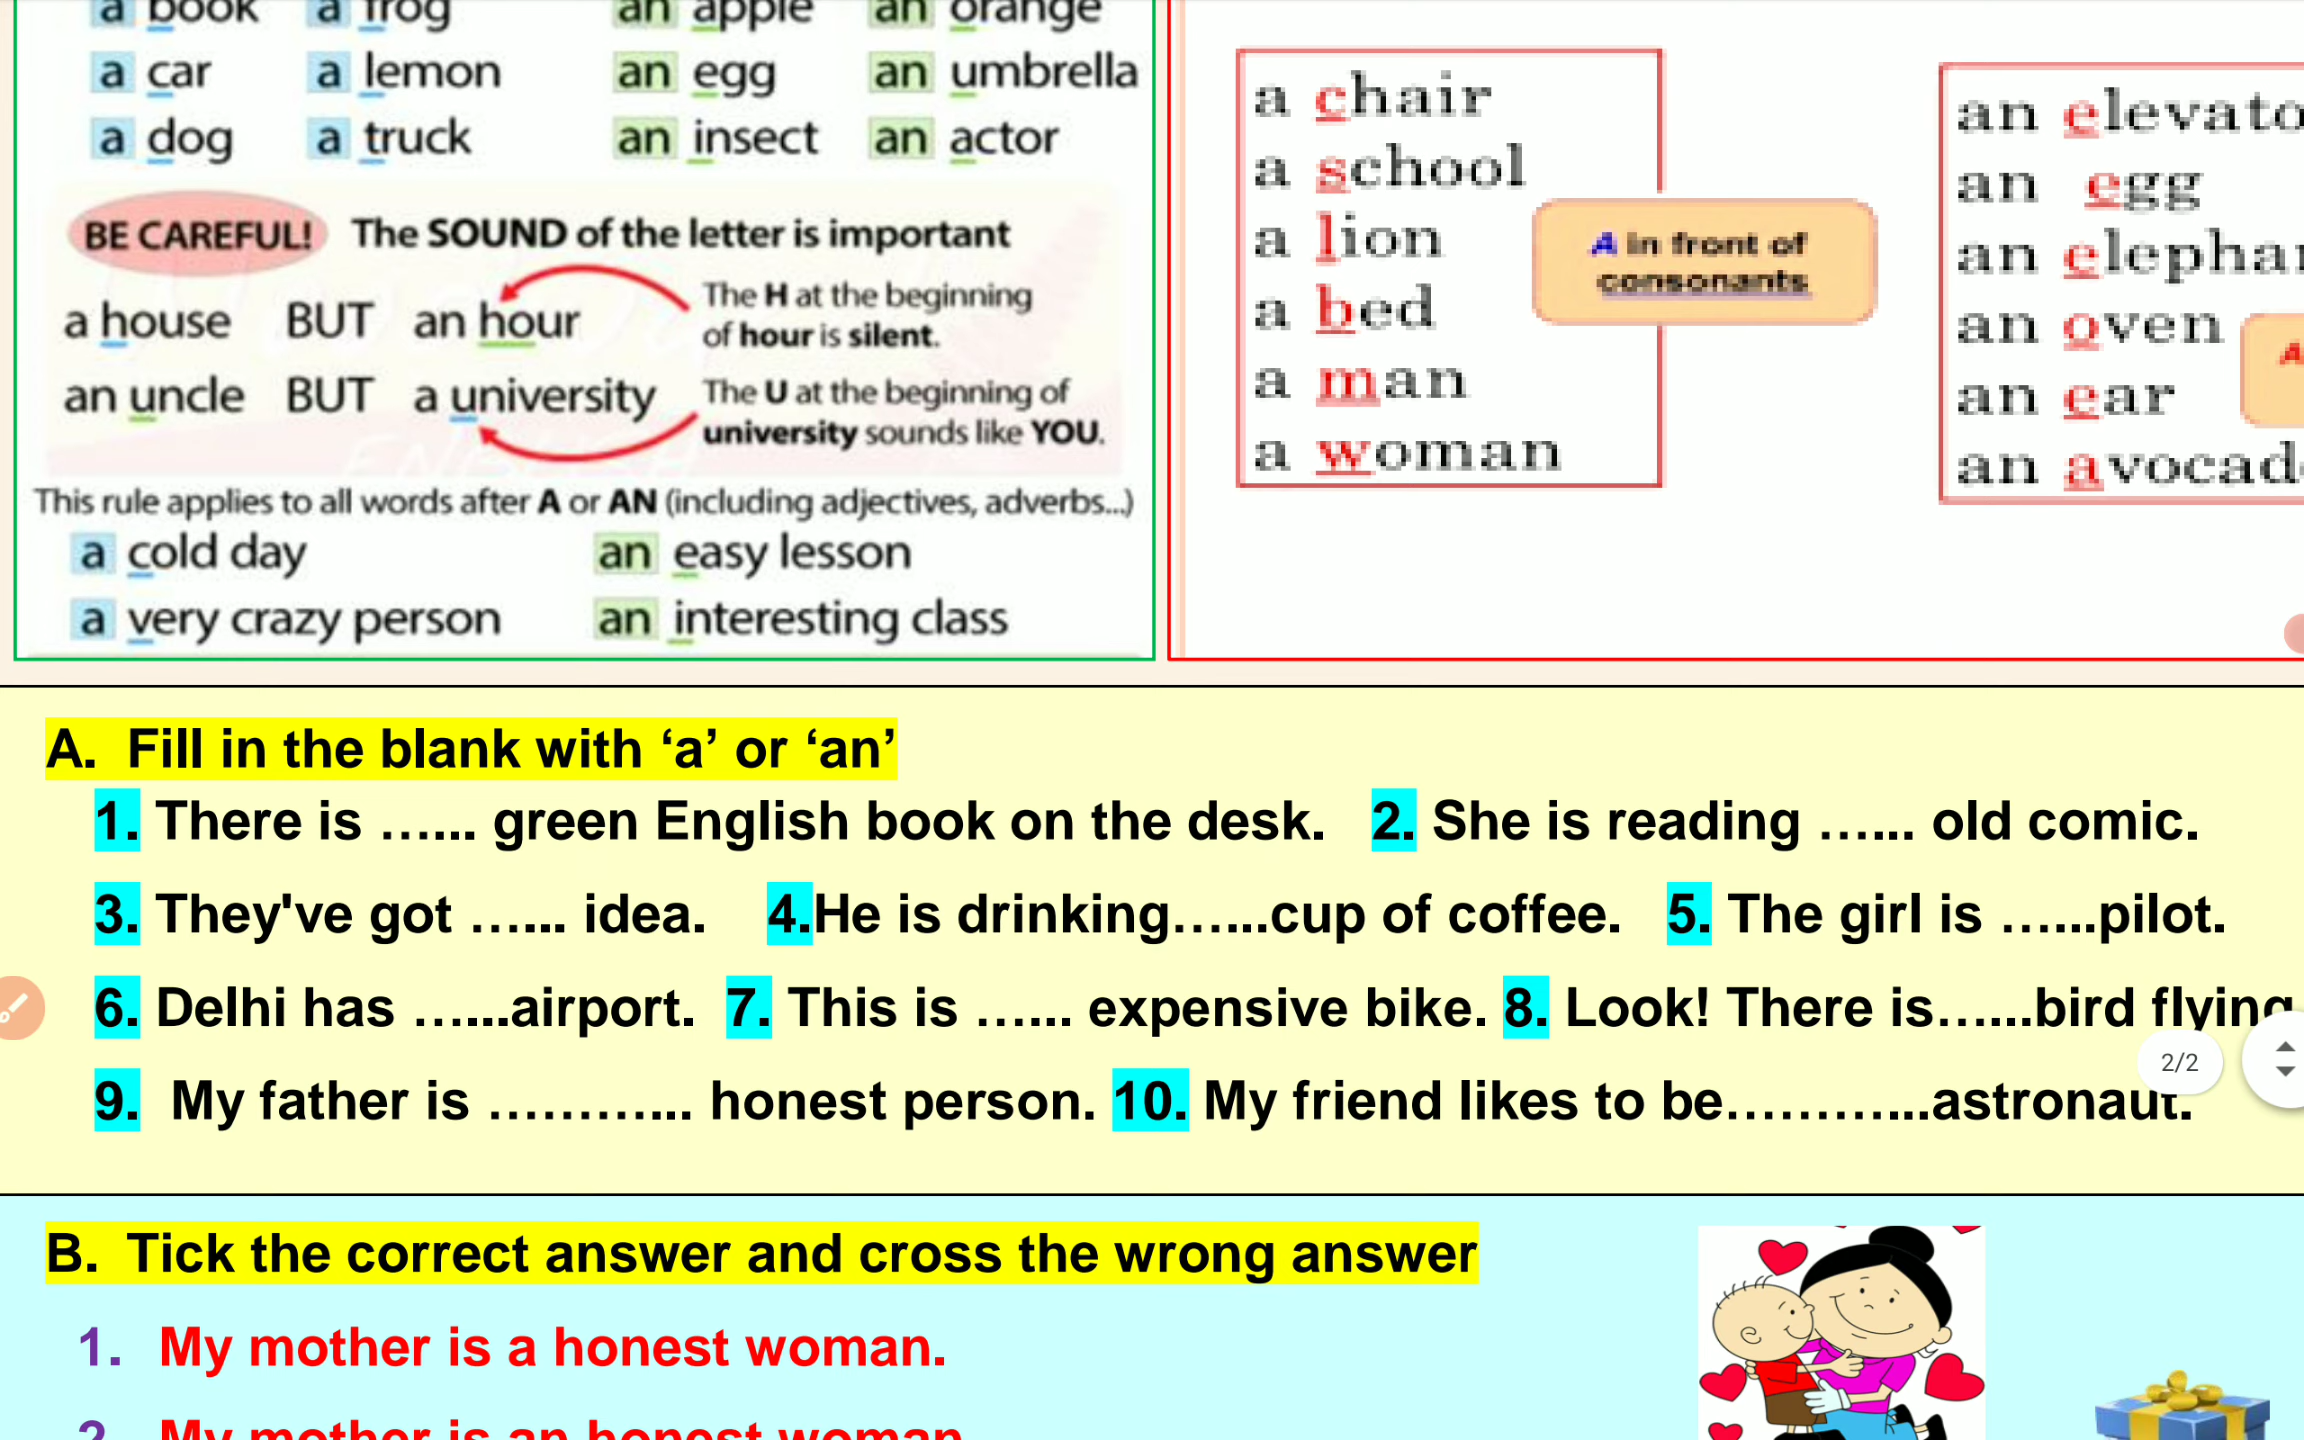 a book a frog an apple an orange
a car a lemon an egg an umbrella
a dog a truck an insect an actor
BE CAREFUL! The SOUND of the letter is important
a house BUT an hour The H at the beginning
of hour is silent.
an uncle BUT a university The U at the beginning of
university sounds like YOU.
This rule applies to all words after A or AN (including adjectives, adverbs...)
a cold day an easy lesson
a very crazy person an interesting class
a chair
a school
a lion
a bed
a man
a woman
A in front of
consonants
an elevato
an egg
an elephan
an oven
an ear
an avocad
A
A. Fill in the blank with ‘a’ or ‘an’
1. There is …... green English book on the desk. 2. She is reading …... old comic.
3. They've got …... idea. 4.He is drinking…...cup of coffee. 5. The girl is …...pilot.
6. Delhi has …...airport. 7. This is …... expensive bike. 8. Look! There is…...bird flying
2/2
9. My father is ………... honest person. 10. My friend likes to be………...astronaut.
B. Tick the correct answer and cross the wrong answer
1. My mother is a honest woman.
2. My mother is an honest woman